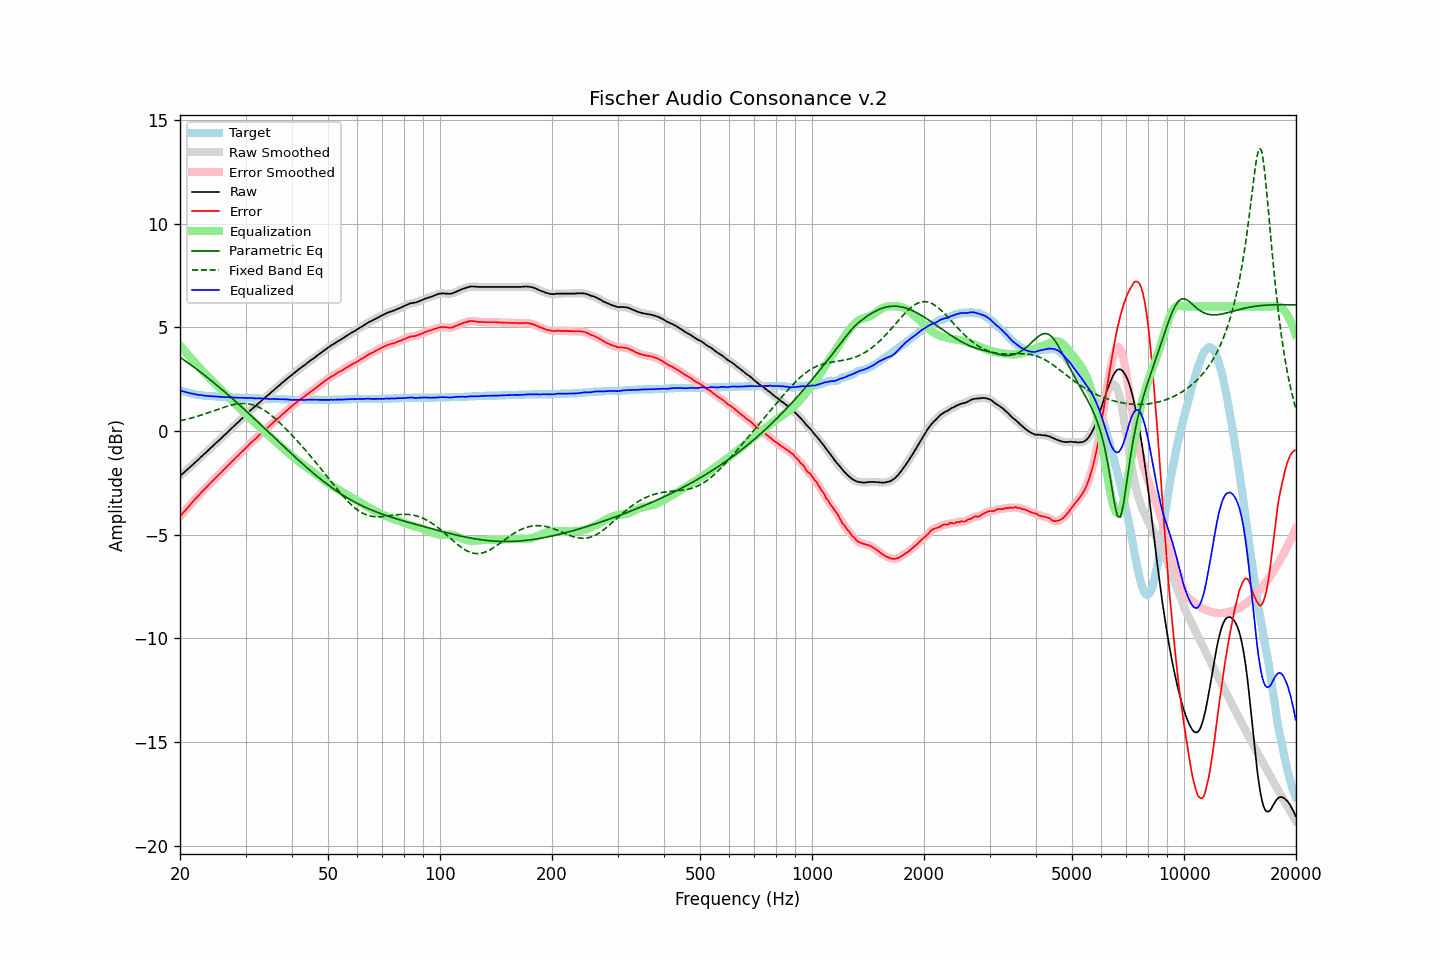 Fischer Audio Consonance v.2
Target
Raw Smoothed
Error Smoothed
Raw
Error
Equalization
Parametric Eq
Fixed Band Eq
Equalized
Amplitude (dBr)
15
10
5
0
−5
−10
−15
−20
20 50 100 200 500 1000 2000 5000 10000 20000
Frequency (Hz)